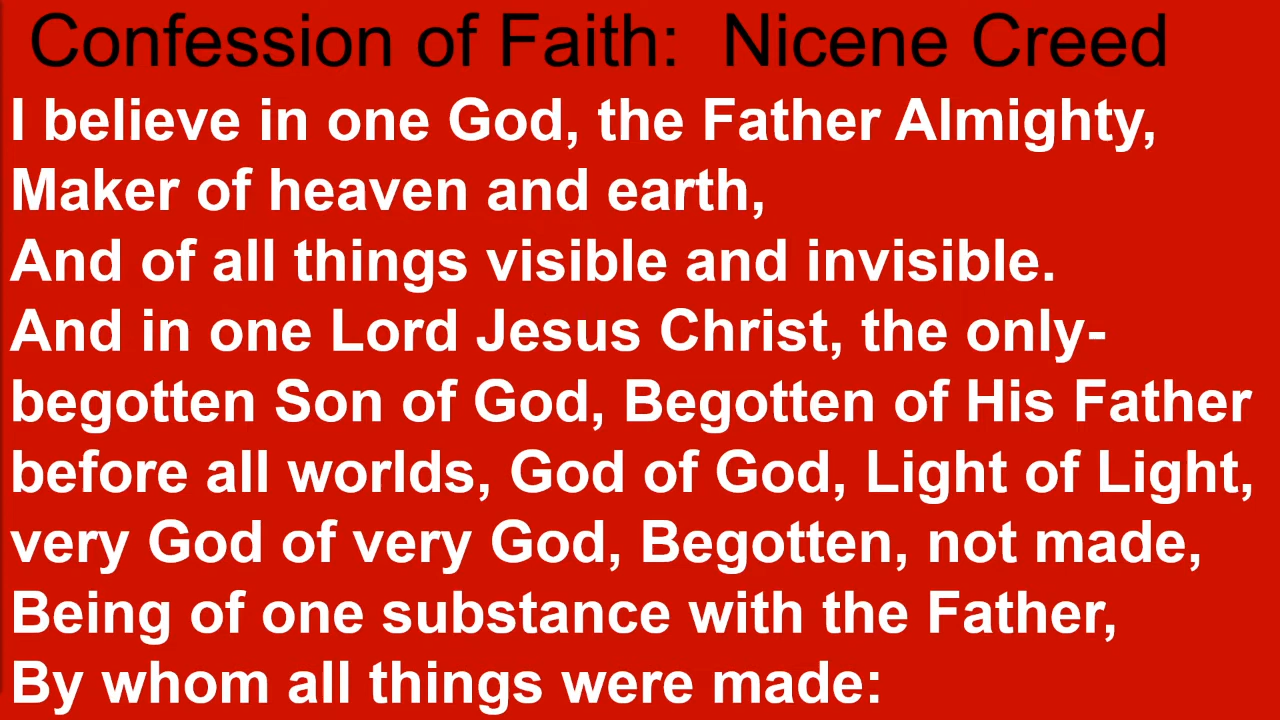 Confession of Faith:  Nicene Creed
I believe in one God, the Father Almighty,
Maker of heaven and earth,
And of all things visible and invisible.
And in one Lord Jesus Christ, the only-
begotten Son of God, Begotten of His Father
before all worlds, God of God, Light of Light,
very God of very God, Begotten, not made,
Being of one substance with the Father,
By whom all things were made: